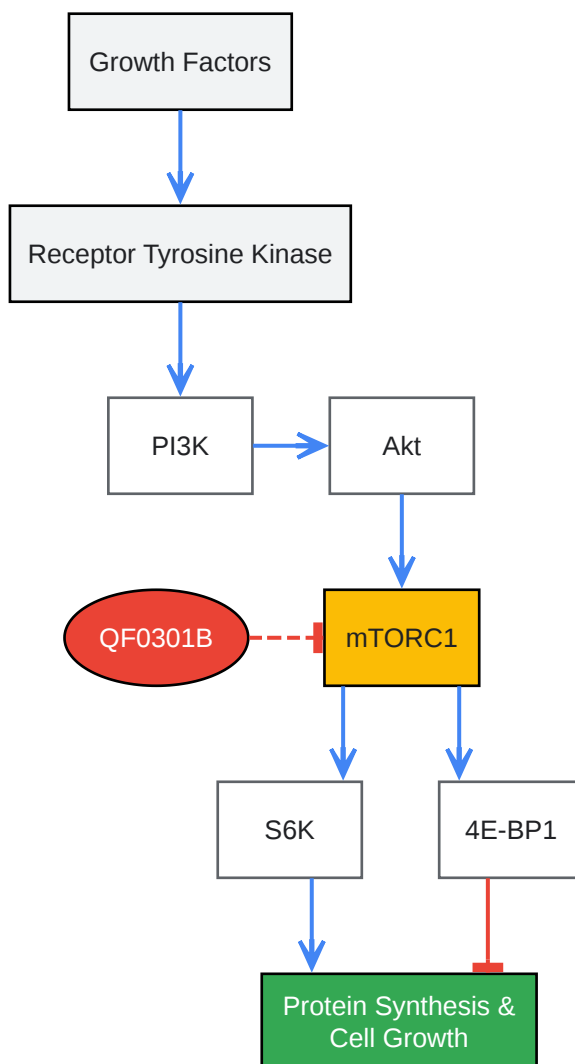 Growth Factors
Receptor Tyrosine Kinase
PI3K
Akt
QF0301B
mTORC1
S6K
4E-BP1
Protein Synthesis &
Cell Growth